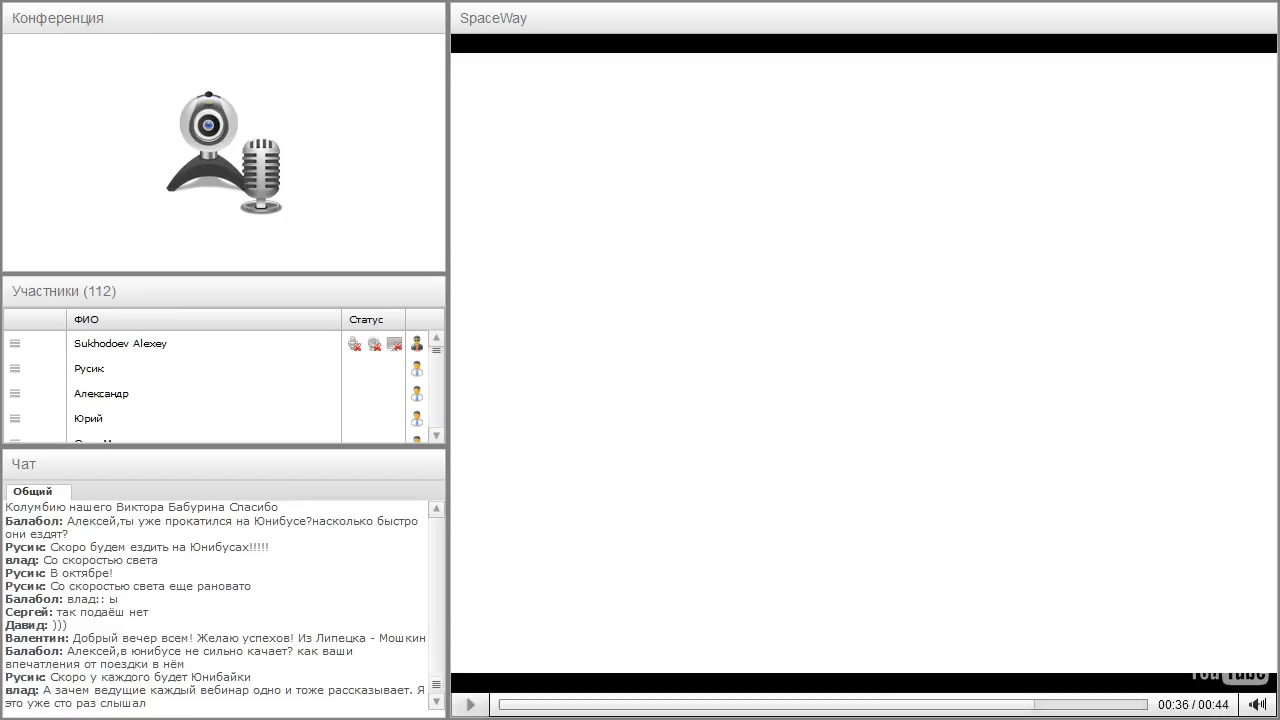 Конференция
SpaceWay
Участники (112)
ФИО
Статус
Sukhodoev Alexey
Русик
Александр
Юрий
Чат
Общий
Колумбию нашего Виктора Бабурина Спасибо
Балабол: Алексей,ты уже прокатился на Юнибусе?насколько быстро
они ездят?
Русик: Скоро будем ездить на Юнибусах!!!!!
влад: Со скоростью света
Русик: В октябре!
Русик: Со скоростью света еще рановато
Балабол: влад:: ы
Сергей: так подаёш нет
Давид: )))
Валентин: Добрый вечер всем! Желаю успехов! Из Липецка - Мошкин
Балабол: Алексей,в юнибусе не сильно качает? как ваши
впечатления от поездки в нём
Русик: Скоро у каждого будет Юнибайки
влад: А зачем ведущие каждый вебинар одно и тоже рассказывает. Я
это уже сто раз слышал
YouTube
00:36 / 00:44